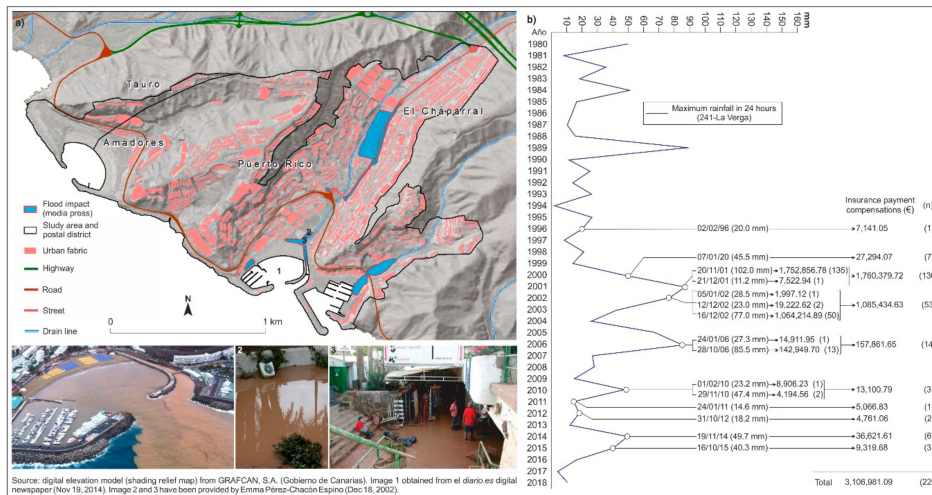 a)
Tauro
Amadores
Puerto Rico
El Chaparral
1
2
3
Flood impact
(media press)
Study area and
postal district
Urban fabric
Highway
Road
Street
Drain line
N
0 1 km
2
3
Source: digital elevation model (shading relief map) from GRAFCAN, S.A. (Gobierno de Canarias). Image 1 obtained from el diario.es digital
newspaper (Nov 19, 2014). Image 2 and 3 have been provided by Emma Pérez-Chacón Espino (Dec 18, 2002).
b)
10 20 30 40 50 60 70 80 90 100 110 120 130 140 150 160 mm
Año
1980
1981
1982
1983
1984
1985
1986
1987
1988
1989
1990
1991
1992
1993
1994
1995
1996
1997
1998
1999
2000
2001
2002
2003
2004
2005
2006
2007
2008
2009
2010
2011
2012
2013
2014
2015
2016
2017
2018
Maximum rainfall in 24 hours
(241-La Verga)
Insurance payment
compensations (€) (n
02/02/96 (20.0 mm) 7,141.05 (1
07/01/20 (45.5 mm) 27,294.07 (7
20/11/01 (102.0 mm) 1,752,856.78 (135)
21/12/01 (11.2 mm) 7,522.94 (1)
1,760,379.72 (136
05/01/02 (28.5 mm) 1,997.12 (1)
12/12/02 (23.0 mm) 19,222.62 (2)
16/12/02 (77.0 mm) 1,064,214.89 (50)
1,085,434.63 (53
24/01/06 (27.3 mm) 14,911.95 (1)
28/10/06 (85.5 mm) 142,949.70 (13)
157,861.65 (14
01/02/10 (23.2 mm) 8,906.23 (1)
29/11/10 (47.4 mm) 4,194.56 (2)
13,100.79 (3
24/01/11 (14.6 mm) 5,066.83 (1
31/10/12 (18.2 mm) 4,761.06 (2
19/11/14 (49.7 mm) 36,621.61 (6
16/10/15 (40.3 mm) 9,319.68 (3
Total 3,106,981.09 (22